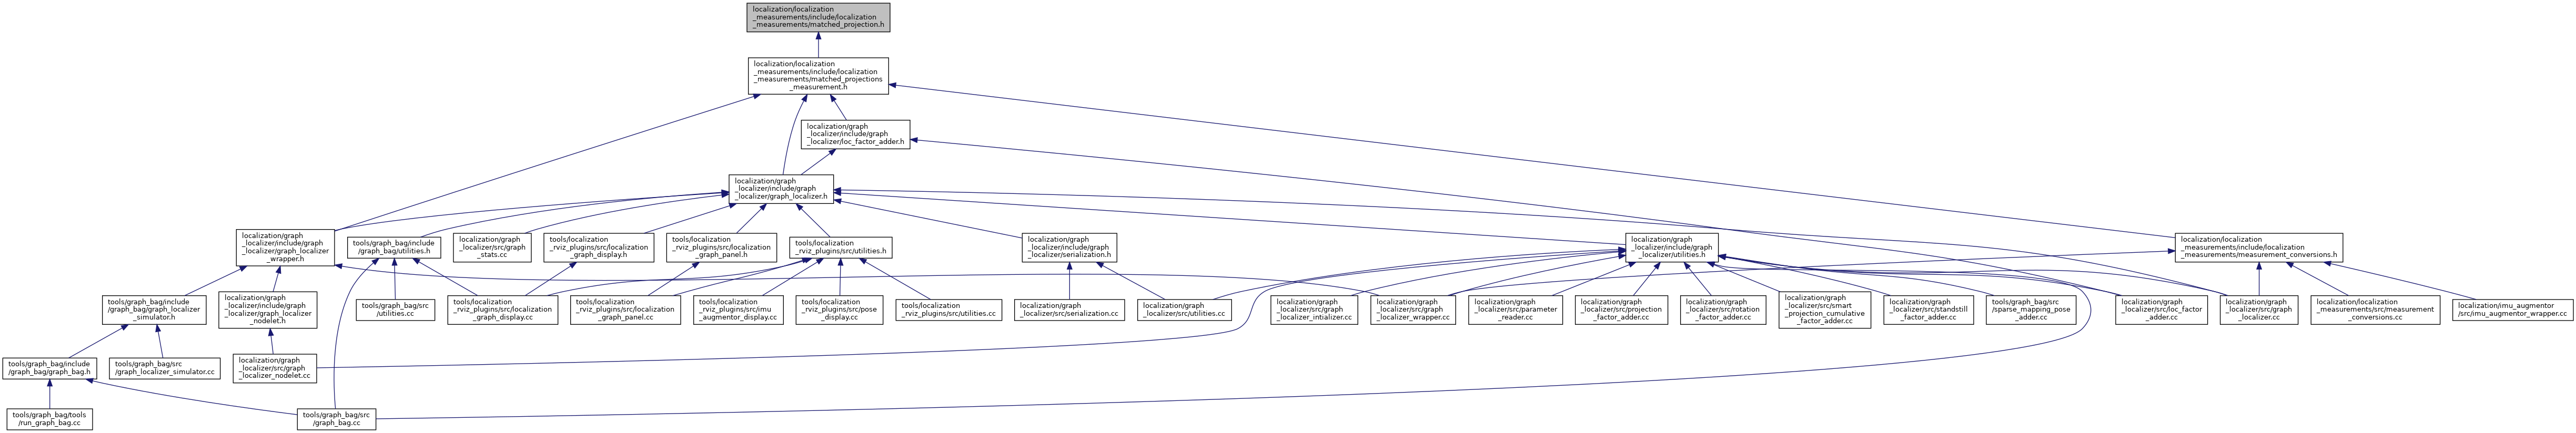 localization/localization
_measurements/include/localization
_measurements/matched_projection.h
localization/localization
_measurements/include/localization
_measurements/matched_projections
_measurement.h
localization/graph
_localizer/include/graph
_localizer/loc_factor_adder.h
localization/graph
_localizer/include/graph
_localizer/graph_localizer.h
localization/graph
_localizer/include/graph
_localizer/graph_localizer
_wrapper.h
tools/graph_bag/include
/graph_bag/utilities.h
localization/graph
_localizer/src/graph
_stats.cc
tools/localization
_rviz_plugins/src/localization
_graph_display.h
tools/localization
_rviz_plugins/src/localization
_graph_panel.h
tools/localization
_rviz_plugins/src/utilities.h
localization/graph
_localizer/include/graph
_localizer/serialization.h
localization/graph
_localizer/include/graph
_localizer/utilities.h
localization/localization
_measurements/include/localization
_measurements/measurement_conversions.h
tools/graph_bag/include
/graph_bag/graph_localizer
_simulator.h
localization/graph
_localizer/include/graph
_localizer/graph_localizer
_nodelet.h
tools/graph_bag/src
/utilities.cc
tools/localization
_rviz_plugins/src/localization
_graph_display.cc
tools/localization
_rviz_plugins/src/localization
_graph_panel.cc
tools/localization
_rviz_plugins/src/imu
_augmentor_display.cc
tools/localization
_rviz_plugins/src/pose
_display.cc
tools/localization
_rviz_plugins/src/utilities.cc
localization/graph
_localizer/src/serialization.cc
localization/graph
_localizer/src/utilities.cc
localization/graph
_localizer/src/graph
_localizer_intializer.cc
localization/graph
_localizer/src/graph
_localizer_wrapper.cc
localization/graph
_localizer/src/parameter
_reader.cc
localization/graph
_localizer/src/projection
_factor_adder.cc
localization/graph
_localizer/src/rotation
_factor_adder.cc
localization/graph
_localizer/src/smart
_projection_cumulative
_factor_adder.cc
localization/graph
_localizer/src/standstill
_factor_adder.cc
tools/graph_bag/src
/sparse_mapping_pose
_adder.cc
localization/graph
_localizer/src/loc_factor
_adder.cc
localization/graph
_localizer/src/graph
_localizer.cc
localization/localization
_measurements/src/measurement
_conversions.cc
localization/imu_augmentor
/src/imu_augmentor_wrapper.cc
tools/graph_bag/include
/graph_bag/graph_bag.h
tools/graph_bag/src
/graph_localizer_simulator.cc
localization/graph
_localizer/src/graph
_localizer_nodelet.cc
tools/graph_bag/tools
/run_graph_bag.cc
tools/graph_bag/src
/graph_bag.cc